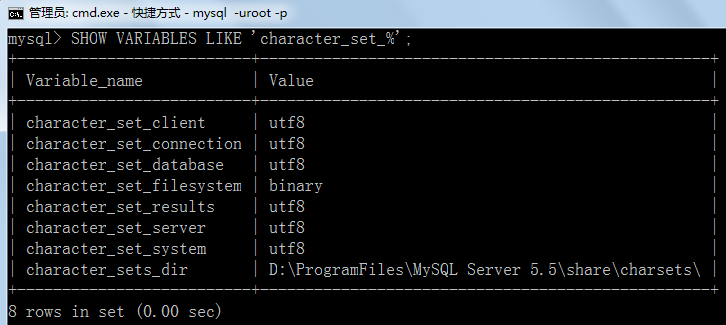 管理员: cmd.exe - 快捷方式 - mysql  -uroot -p
mysql> SHOW VARIABLES LIKE 'character_set_%';
+--------------------------+---------------------------------------------+
| Variable_name            | Value                                       |
+--------------------------+---------------------------------------------+
| character_set_client     | utf8                                        |
| character_set_connection | utf8                                        |
| character_set_database   | utf8                                        |
| character_set_filesystem | binary                                      |
| character_set_results    | utf8                                        |
| character_set_server     | utf8                                        |
| character_set_system     | utf8                                        |
| character_sets_dir       | D:\ProgramFiles\MySQL Server 5.5\share\charsets\ |
+--------------------------+---------------------------------------------+
8 rows in set (0.00 sec)